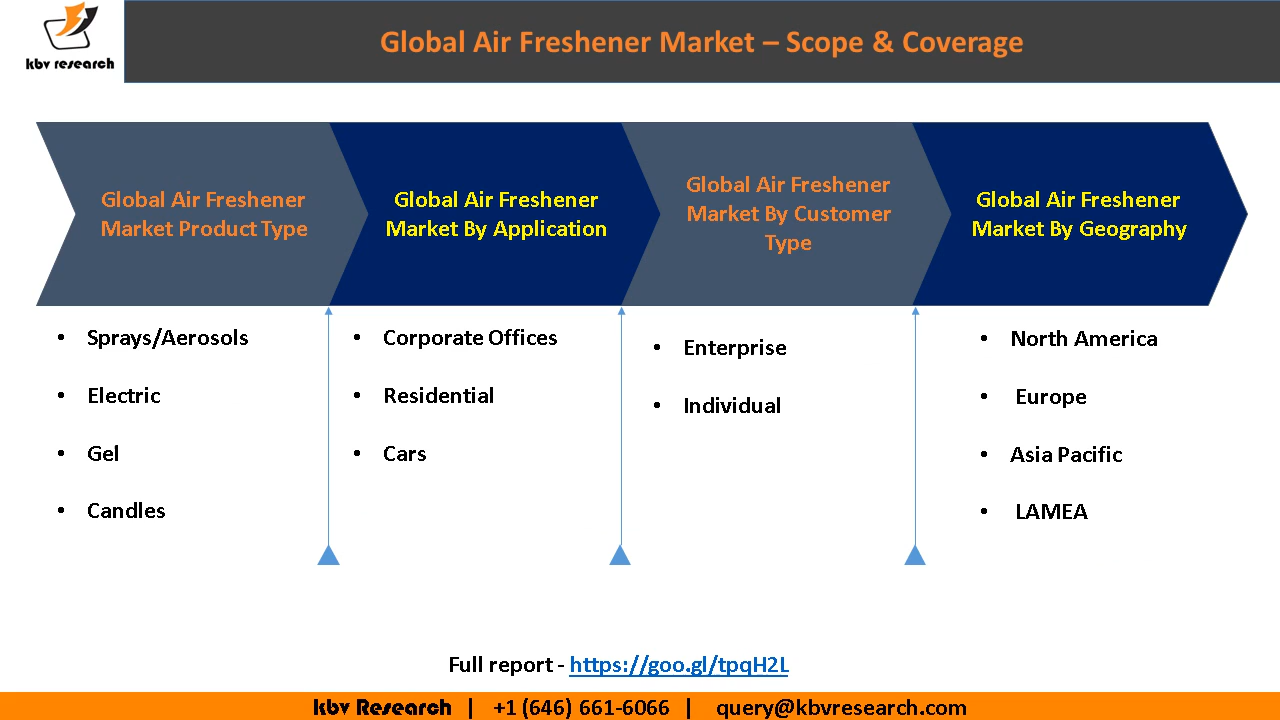 kbv research
Global Air Freshener Market – Scope & Coverage
Global Air Freshener
Market Product Type
Global Air Freshener
Market By Application
Global Air Freshener
Market By Customer
Type
Global Air Freshener
Market By Geography
• Sprays/Aerosols
• Electric
• Gel
• Candles
• Corporate Offices
• Residential
• Cars
• Enterprise
• Individual
• North America
• Europe
• Asia Pacific
• LAMEA
Full report - https://goo.gl/tpqH2L
kbv Research | +1 (646) 661-6066 | query@kbvresearch.com